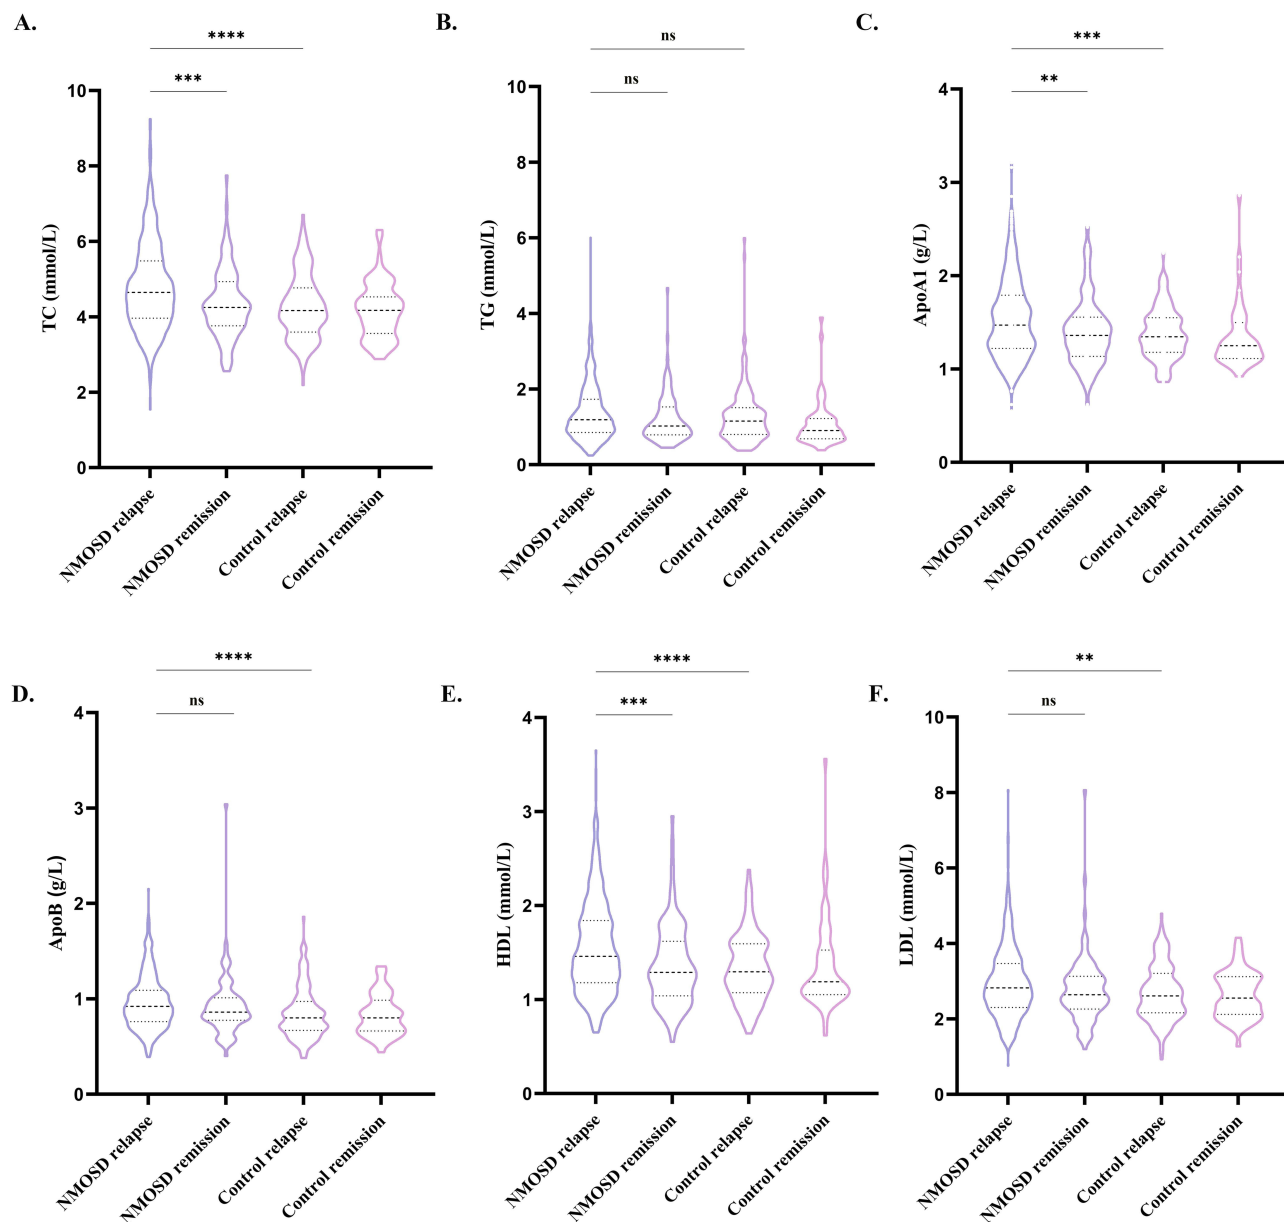 A.
****
***
10
8
6
4
2
0
TC (mmol/L)
NMOSD relapse
NMOSD remission
Control relapse
Control remission
B.
ns
ns
10
8
6
4
2
0
TG (mmol/L)
NMOSD relapse
NMOSD remission
Control relapse
Control remission
C.
***
**
4
3
2
1
0
ApoA1 (g/L)
NMOSD relapse
NMOSD remission
Control relapse
Control remission
D.
****
ns
4
3
2
1
0
ApoB (g/L)
NMOSD relapse
NMOSD remission
Control relapse
Control remission
E.
****
***
4
3
2
1
0
HDL (mmol/L)
NMOSD relapse
NMOSD remission
Control relapse
Control remission
F.
**
ns
10
8
6
4
2
0
LDL (mmol/L)
NMOSD relapse
NMOSD remission
Control relapse
Control remission